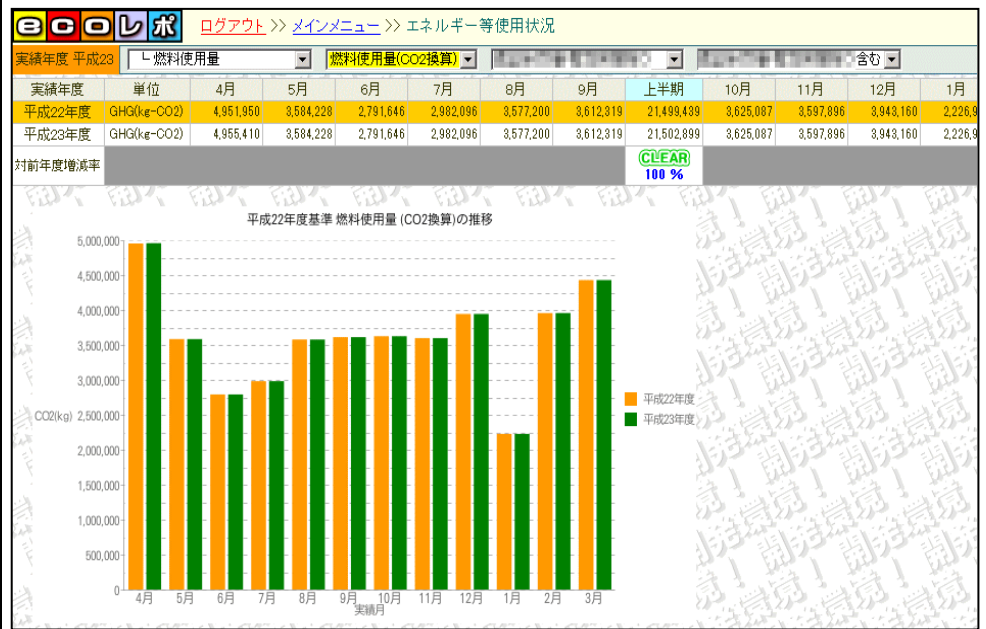 eCOレポ ログアウト >> メインメニュー >> エネルギー等使用状況
実績年度 平成23 └燃料使用量 燃料使用量(CO2換算) 含む
実績年度 単位 4月 5月 6月 7月 8月 9月 上半期 10月 11月 12月 1月
平成22年度 GHG(kg-CO2) 4,951,950 3,584,228 2,791,646 2,982,096 3,577,200 3,612,319 21,499,439 3,625,087 3,597,896 3,943,160 2,226,9
平成23年度 GHG(kg-CO2) 4,955,410 3,584,228 2,791,646 2,982,096 3,577,200 3,612,319 21,502,899 3,625,087 3,597,896 3,943,160 2,226,9
対前年度増減率 CLEAR
100 %
平成22年度基準 燃料使用量 (CO2換算)の推移
5,000,000
4,500,000
4,000,000
3,500,000
3,000,000
平成22年度
CO2(kg) 2,500,000
平成23年度
2,000,000
1,500,000
1,000,000
500,000
0
4月 5月 6月 7月 8月 9月 10月 11月 12月 1月 2月 3月
実績月